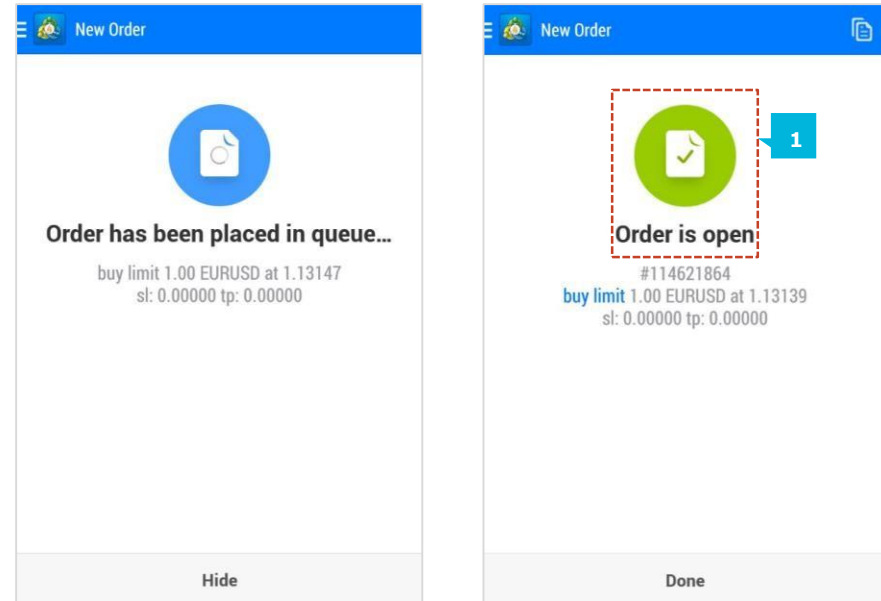 New Order
Order has been placed in queue...
buy limit 1.00 EURUSD at 1.13147
sl: 0.00000 tp: 0.00000
Hide
New Order
1
Order is open
#114621864
buy limit 1.00 EURUSD at 1.13139
sl: 0.00000 tp: 0.00000
Done